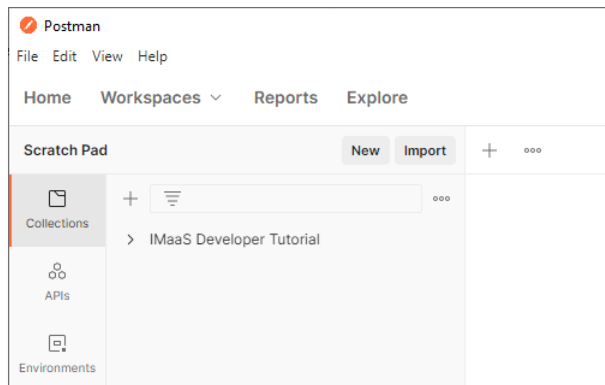 Postman
File Edit View Help
Home Workspaces Reports Explore
Scratch Pad New Import
Collections
IMaaS Developer Tutorial
APIs
Environments